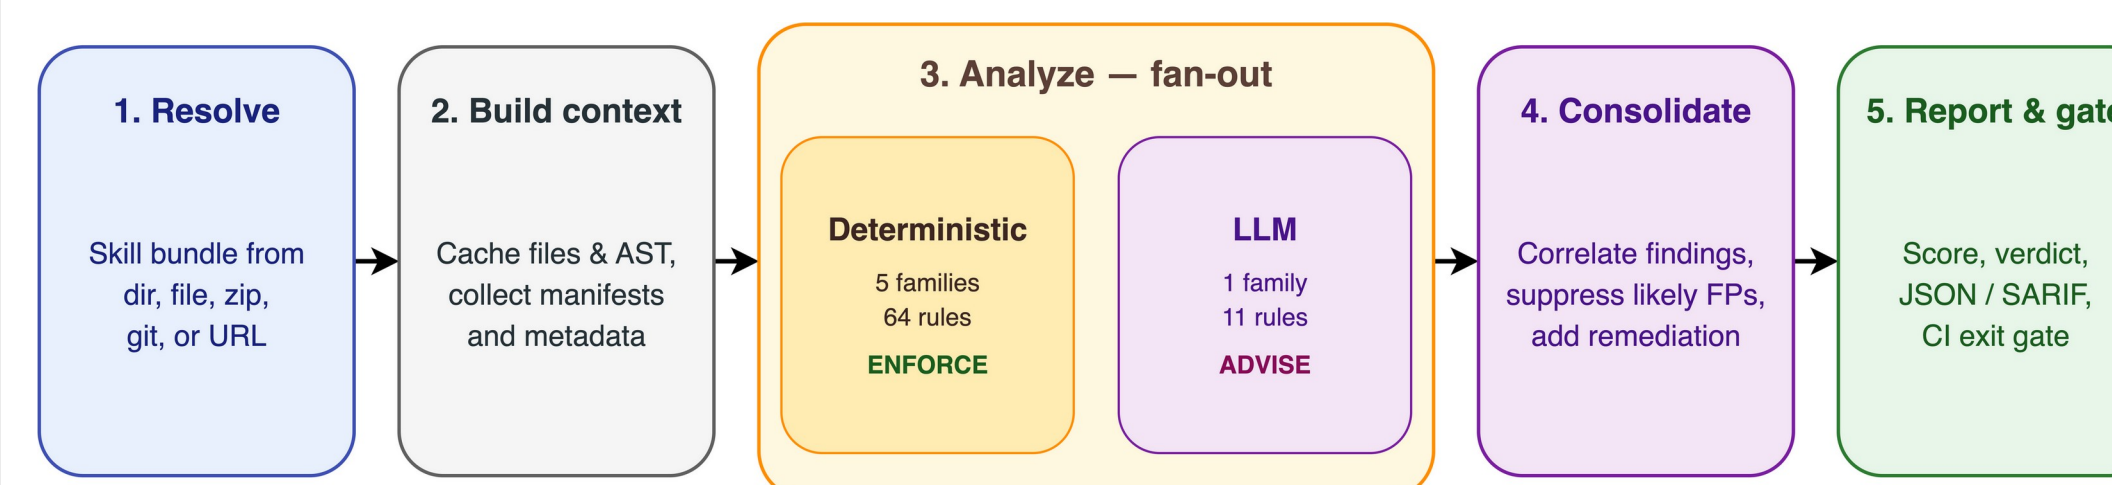 1. Resolve
Skill bundle from
dir, file, zip,
git, or URL
2. Build context
Cache files & AST,
collect manifests
and metadata
3. Analyze — fan-out
Deterministic
5 families
64 rules
ENFORCE
LLM
1 family
11 rules
ADVISE
4. Consolidate
Correlate findings,
suppress likely FPs,
add remediation
5. Report &
Score, verdict,
JSON / SARIF,
CI exit gate